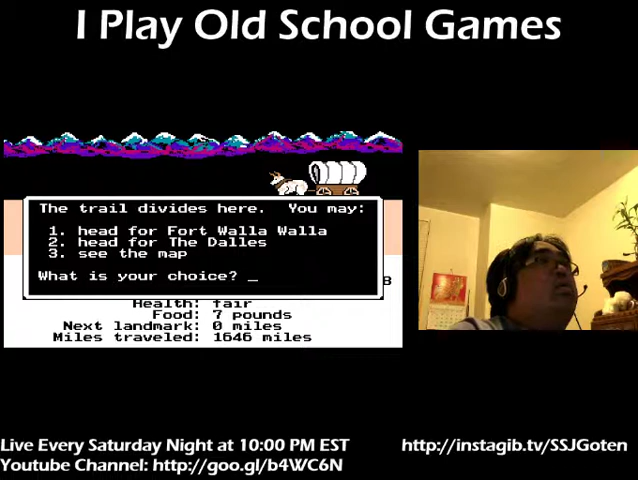 I Play Old School Games
The trail divides here. You may:
1. head for Fort Walla Walla
2. head for The Dalles
3. see the map
What is your choice? _
8
Health: fair
Food: 7 pounds
Next landmark: 0 miles
Miles traveled: 1646 miles
Live Every Saturday Night at 10:00 PM EST
http://instagib.tv/SSJGoten
Youtube Channel: http://goo.gl/b4WC6N